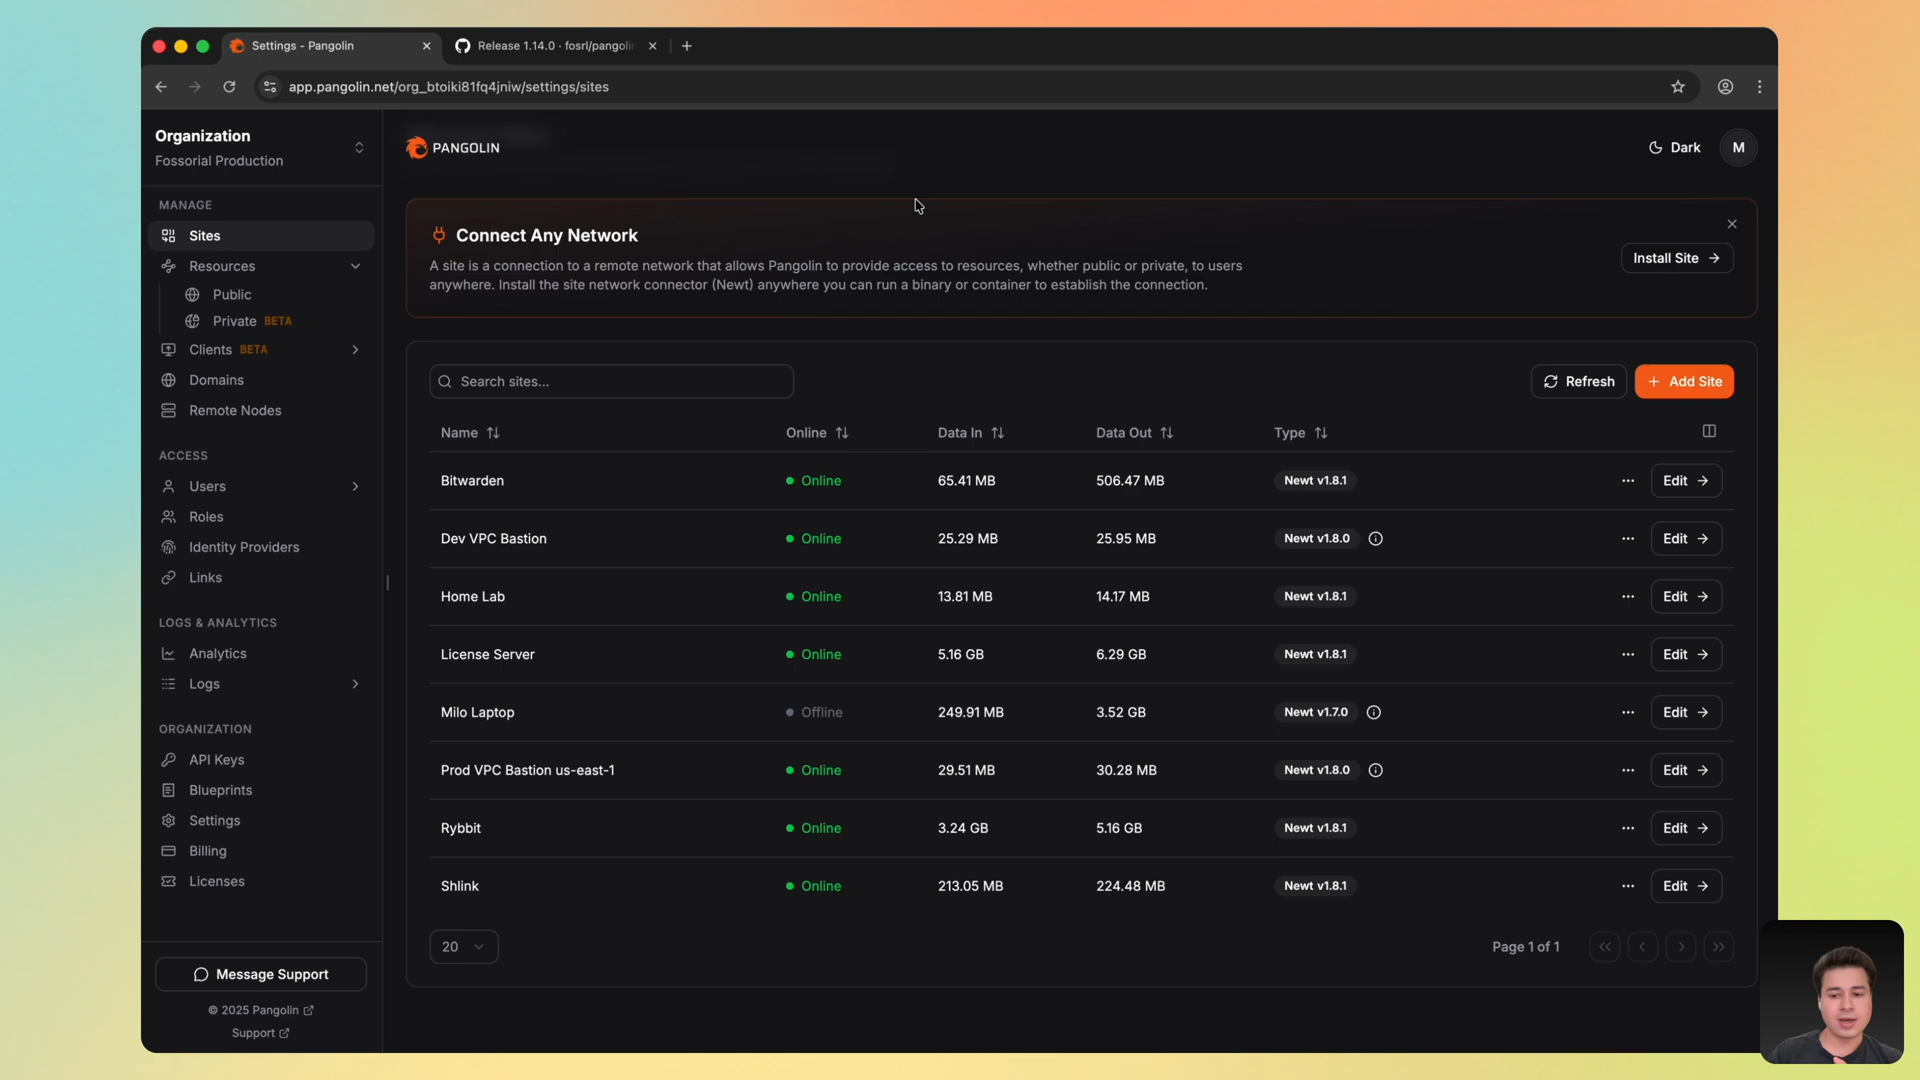 Settings - Pangolin
Release 1.14.0 · fosrl/pangolin
app.pangolin.net/org_btoiki81fq4jniw/settings/sites
Organization
Fossorial Production
MANAGE
Sites
Resources
Public
Private BETA
Clients BETA
Domains
Remote Nodes
ACCESS
Users
Roles
Identity Providers
Links
LOGS & ANALYTICS
Analytics
Logs
ORGANIZATION
API Keys
Blueprints
Settings
Billing
Licenses
Message Support
© 2025 Pangolin
Support
PANGOLIN
Dark
M
Connect Any Network
A site is a connection to a remote network that allows Pangolin to provide access to resources, whether public or private, to users
anywhere. Install the site network connector (Newt) anywhere you can run a binary or container to establish the connection.
Install Site
Search sites...
Refresh
Add Site
Name Online Data In Data Out Type
Bitwarden Online 65.41 MB 506.47 MB Newt v1.8.1 Edit
Dev VPC Bastion Online 25.29 MB 25.95 MB Newt v1.8.0 Edit
Home Lab Online 13.81 MB 14.17 MB Newt v1.8.1 Edit
License Server Online 5.16 GB 6.29 GB Newt v1.8.1 Edit
Milo Laptop Offline 249.91 MB 3.52 GB Newt v1.7.0 Edit
Prod VPC Bastion us-east-1 Online 29.51 MB 30.28 MB Newt v1.8.0 Edit
Rybbit Online 3.24 GB 5.16 GB Newt v1.8.1 Edit
Shlink Online 213.05 MB 224.48 MB Newt v1.8.1 Edit
20
Page 1 of 1